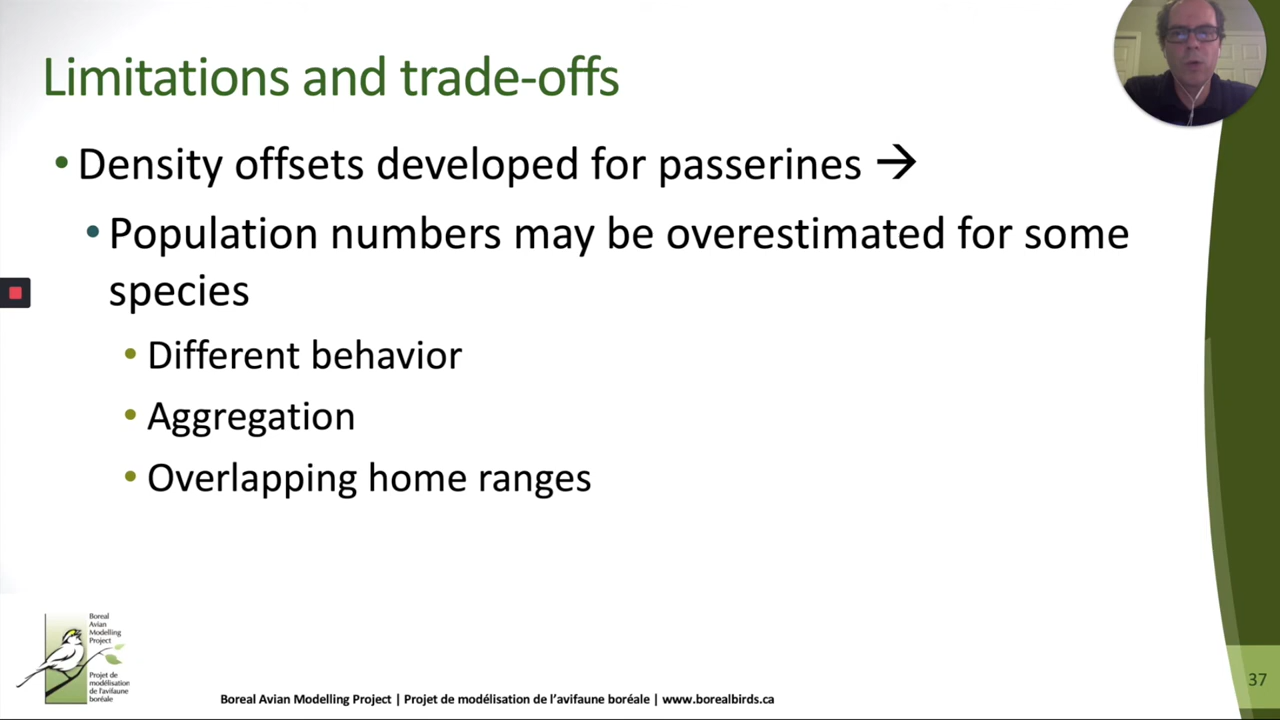 Limitations and trade-offs
• Density offsets developed for passerines →
• Population numbers may be overestimated for some
species
• Different behavior
• Aggregation
• Overlapping home ranges
Boreal
Avian
Modelling
Project
Projet de
modélisation
de l'avifaune
boréale
Boreal Avian Modelling Project | Projet de modélisation de l’avifaune boréale | www.borealbirds.ca
37